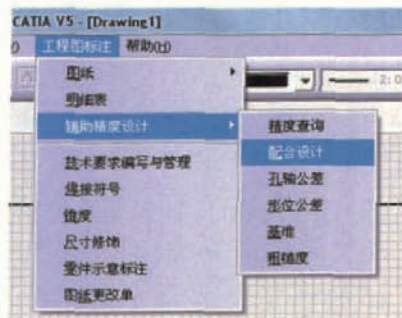 CATIA V5 - [Drawing1]
工程图标注 帮助(H)
图纸
明细表
辅助精度设计
技术要求编写与管理
焊接符号
锥度
尺寸修饰
零件示意标注
图纸更改单
精度查询
配合设计
孔轴公差
形位公差
基准
粗糙度